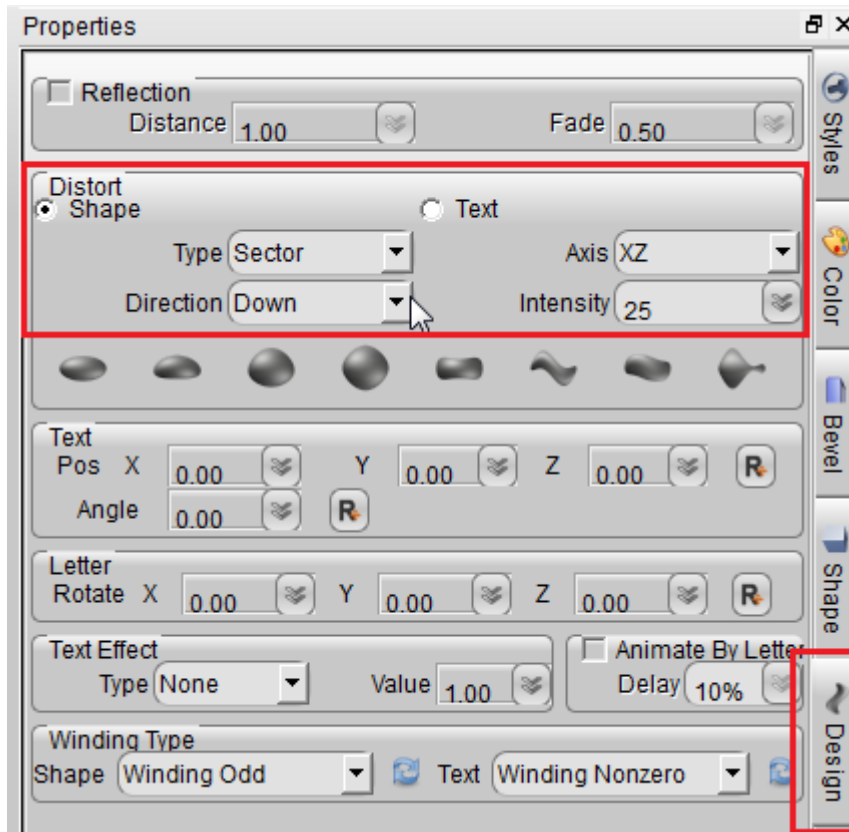 Properties
Reflection
Distance 1.00 Fade 0.50
Distort
Shape Text
Type Sector Axis XZ
Direction Down Intensity 25
Text
Pos X 0.00 Y 0.00 Z 0.00 R
Angle 0.00 R
Letter
Rotate X 0.00 Y 0.00 Z 0.00 R
Text Effect Animate By Letter
Type None Value 1.00 Delay 10%
Winding Type
Shape Winding Odd Text Winding Nonzero
Styles
Color
Bevel
Shape
Design